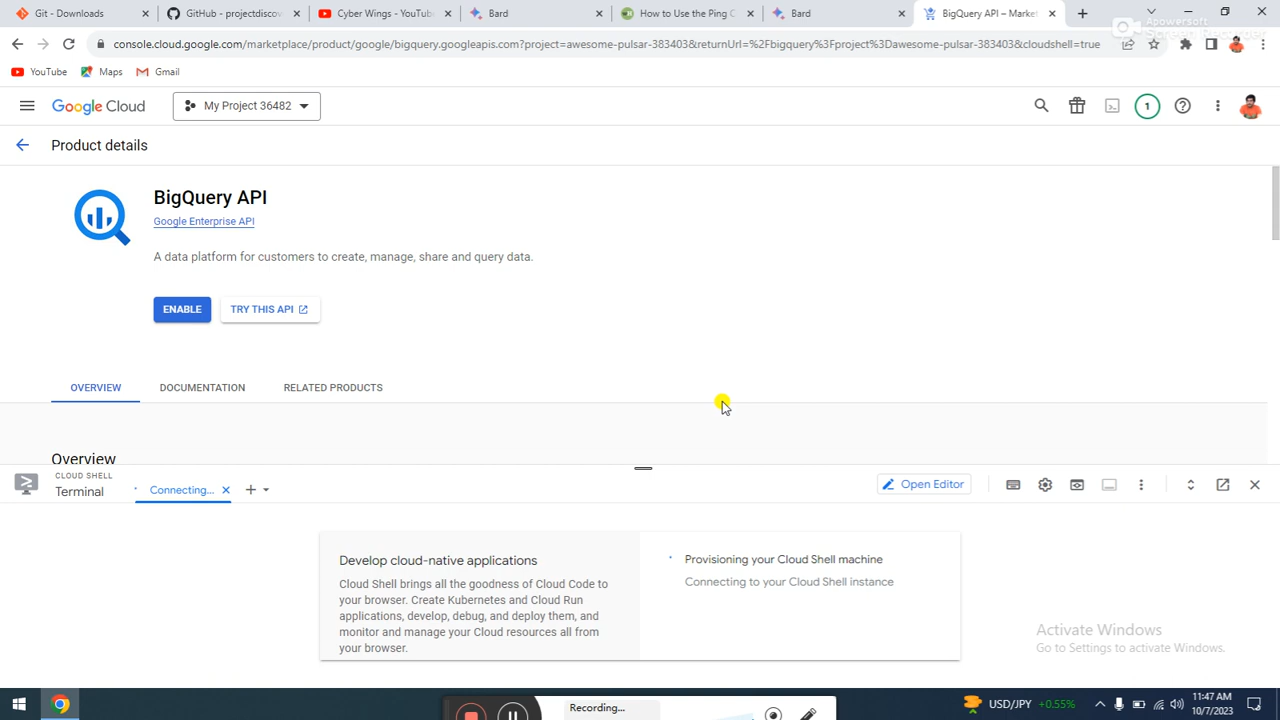 Git - Downloads
GitHub - projectdiscov
Cyber Wings - YouTube
Bard
How to Use the Ping C
Bard
BigQuery API – Market
console.cloud.google.com/marketplace/product/google/bigquery.googleapis.com?project=awesome-pulsar-383403&returnUrl=%2Fbigquery%3Fproject%3Dawesome-pulsar-383403&cloudshell=true
Apowersoft
Screen Recorder
YouTube
Maps
Gmail
Google Cloud
My Project 36482
1
Product details
BigQuery API
Google Enterprise API
A data platform for customers to create, manage, share and query data.
ENABLE
TRY THIS API
OVERVIEW
DOCUMENTATION
RELATED PRODUCTS
Overview
CLOUD SHELL
Terminal
Connecting...
Open Editor
Develop cloud-native applications
Cloud Shell brings all the goodness of Cloud Code to
your browser. Create Kubernetes and Cloud Run
applications, develop, debug, and deploy them, and
monitor and manage your Cloud resources all from
your browser.
Provisioning your Cloud Shell machine
Connecting to your Cloud Shell instance
Activate Windows
Go to Settings to activate Windows.
Recording...
USD/JPY +0.55%
11:47 AM
10/7/2023